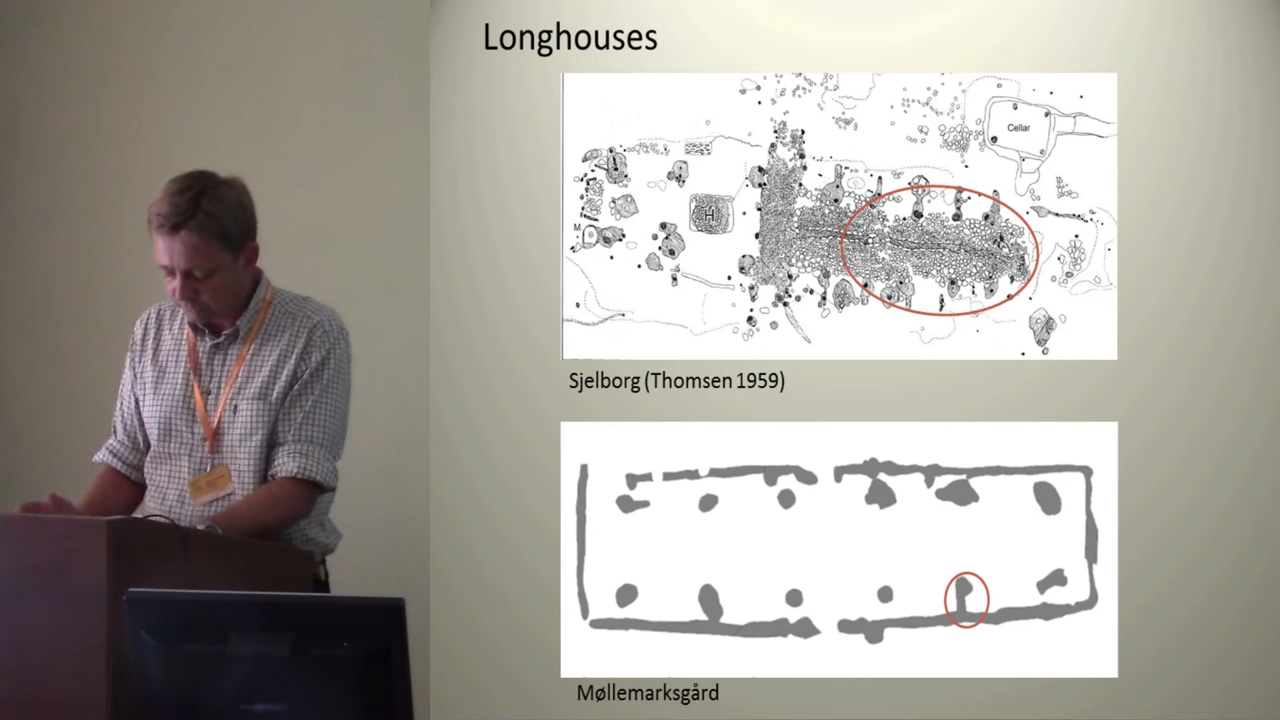 Longhouses
Cellar
H
M
Sjelborg (Thomsen 1959)
Møllemarksgård